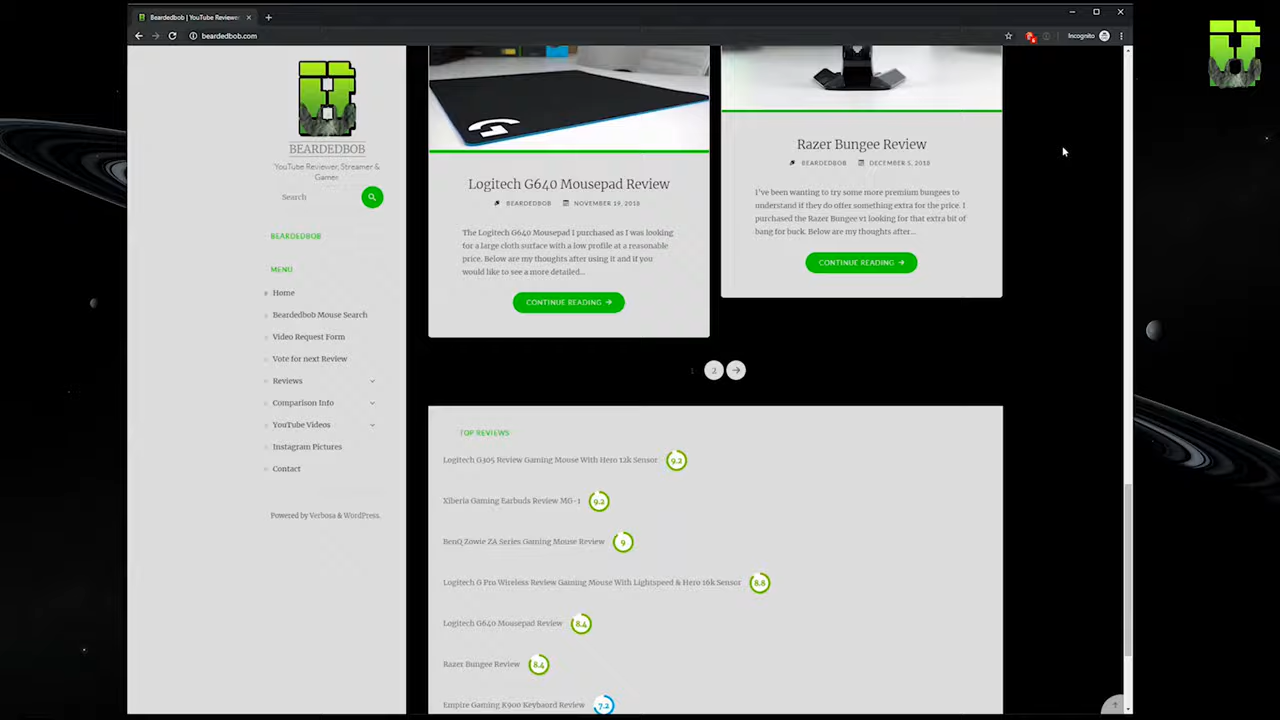 Beardedbob | YouTube Reviewer
beardedbob.com
Incognito
BEARDEDBOB
YouTube Reviewer, Streamer &
Gamer
Search
BEARDEDBOB
MENU
Home
Beardedbob Mouse Search
Video Request Form
Vote for next Review
Reviews
Comparison Info
YouTube Videos
Instagram Pictures
Contact
Powered by Verbosa & WordPress.
Logitech G640 Mousepad Review
BEARDEDBOB NOVEMBER 19, 2018
The Logitech G640 Mousepad I purchased as I was looking
for a large cloth surface with a low profile at a reasonable
price. Below are my thoughts after using it and if you
would like to see a more detailed...
CONTINUE READING
Razer Bungee Review
BEARDEDBOB DECEMBER 5, 2018
I've been wanting to try some more premium bungees to
understand if they do offer something extra for the price. I
purchased the Razer Bungee v1 looking for that extra bit of
bang for buck. Below are my thoughts after...
CONTINUE READING
1 2
TOP REVIEWS
Logitech G305 Review Gaming Mouse With Hero 12k Sensor 9.2
Xiberia Gaming Earbuds Review MG-1 9.2
BenQ Zowie ZA Series Gaming Mouse Review 9
Logitech G Pro Wireless Review Gaming Mouse With Lightspeed & Hero 16k Sensor 8.8
Logitech G640 Mousepad Review 8.4
Razer Bungee Review 8.4
Empire Gaming K900 Keybaord Review 7.2